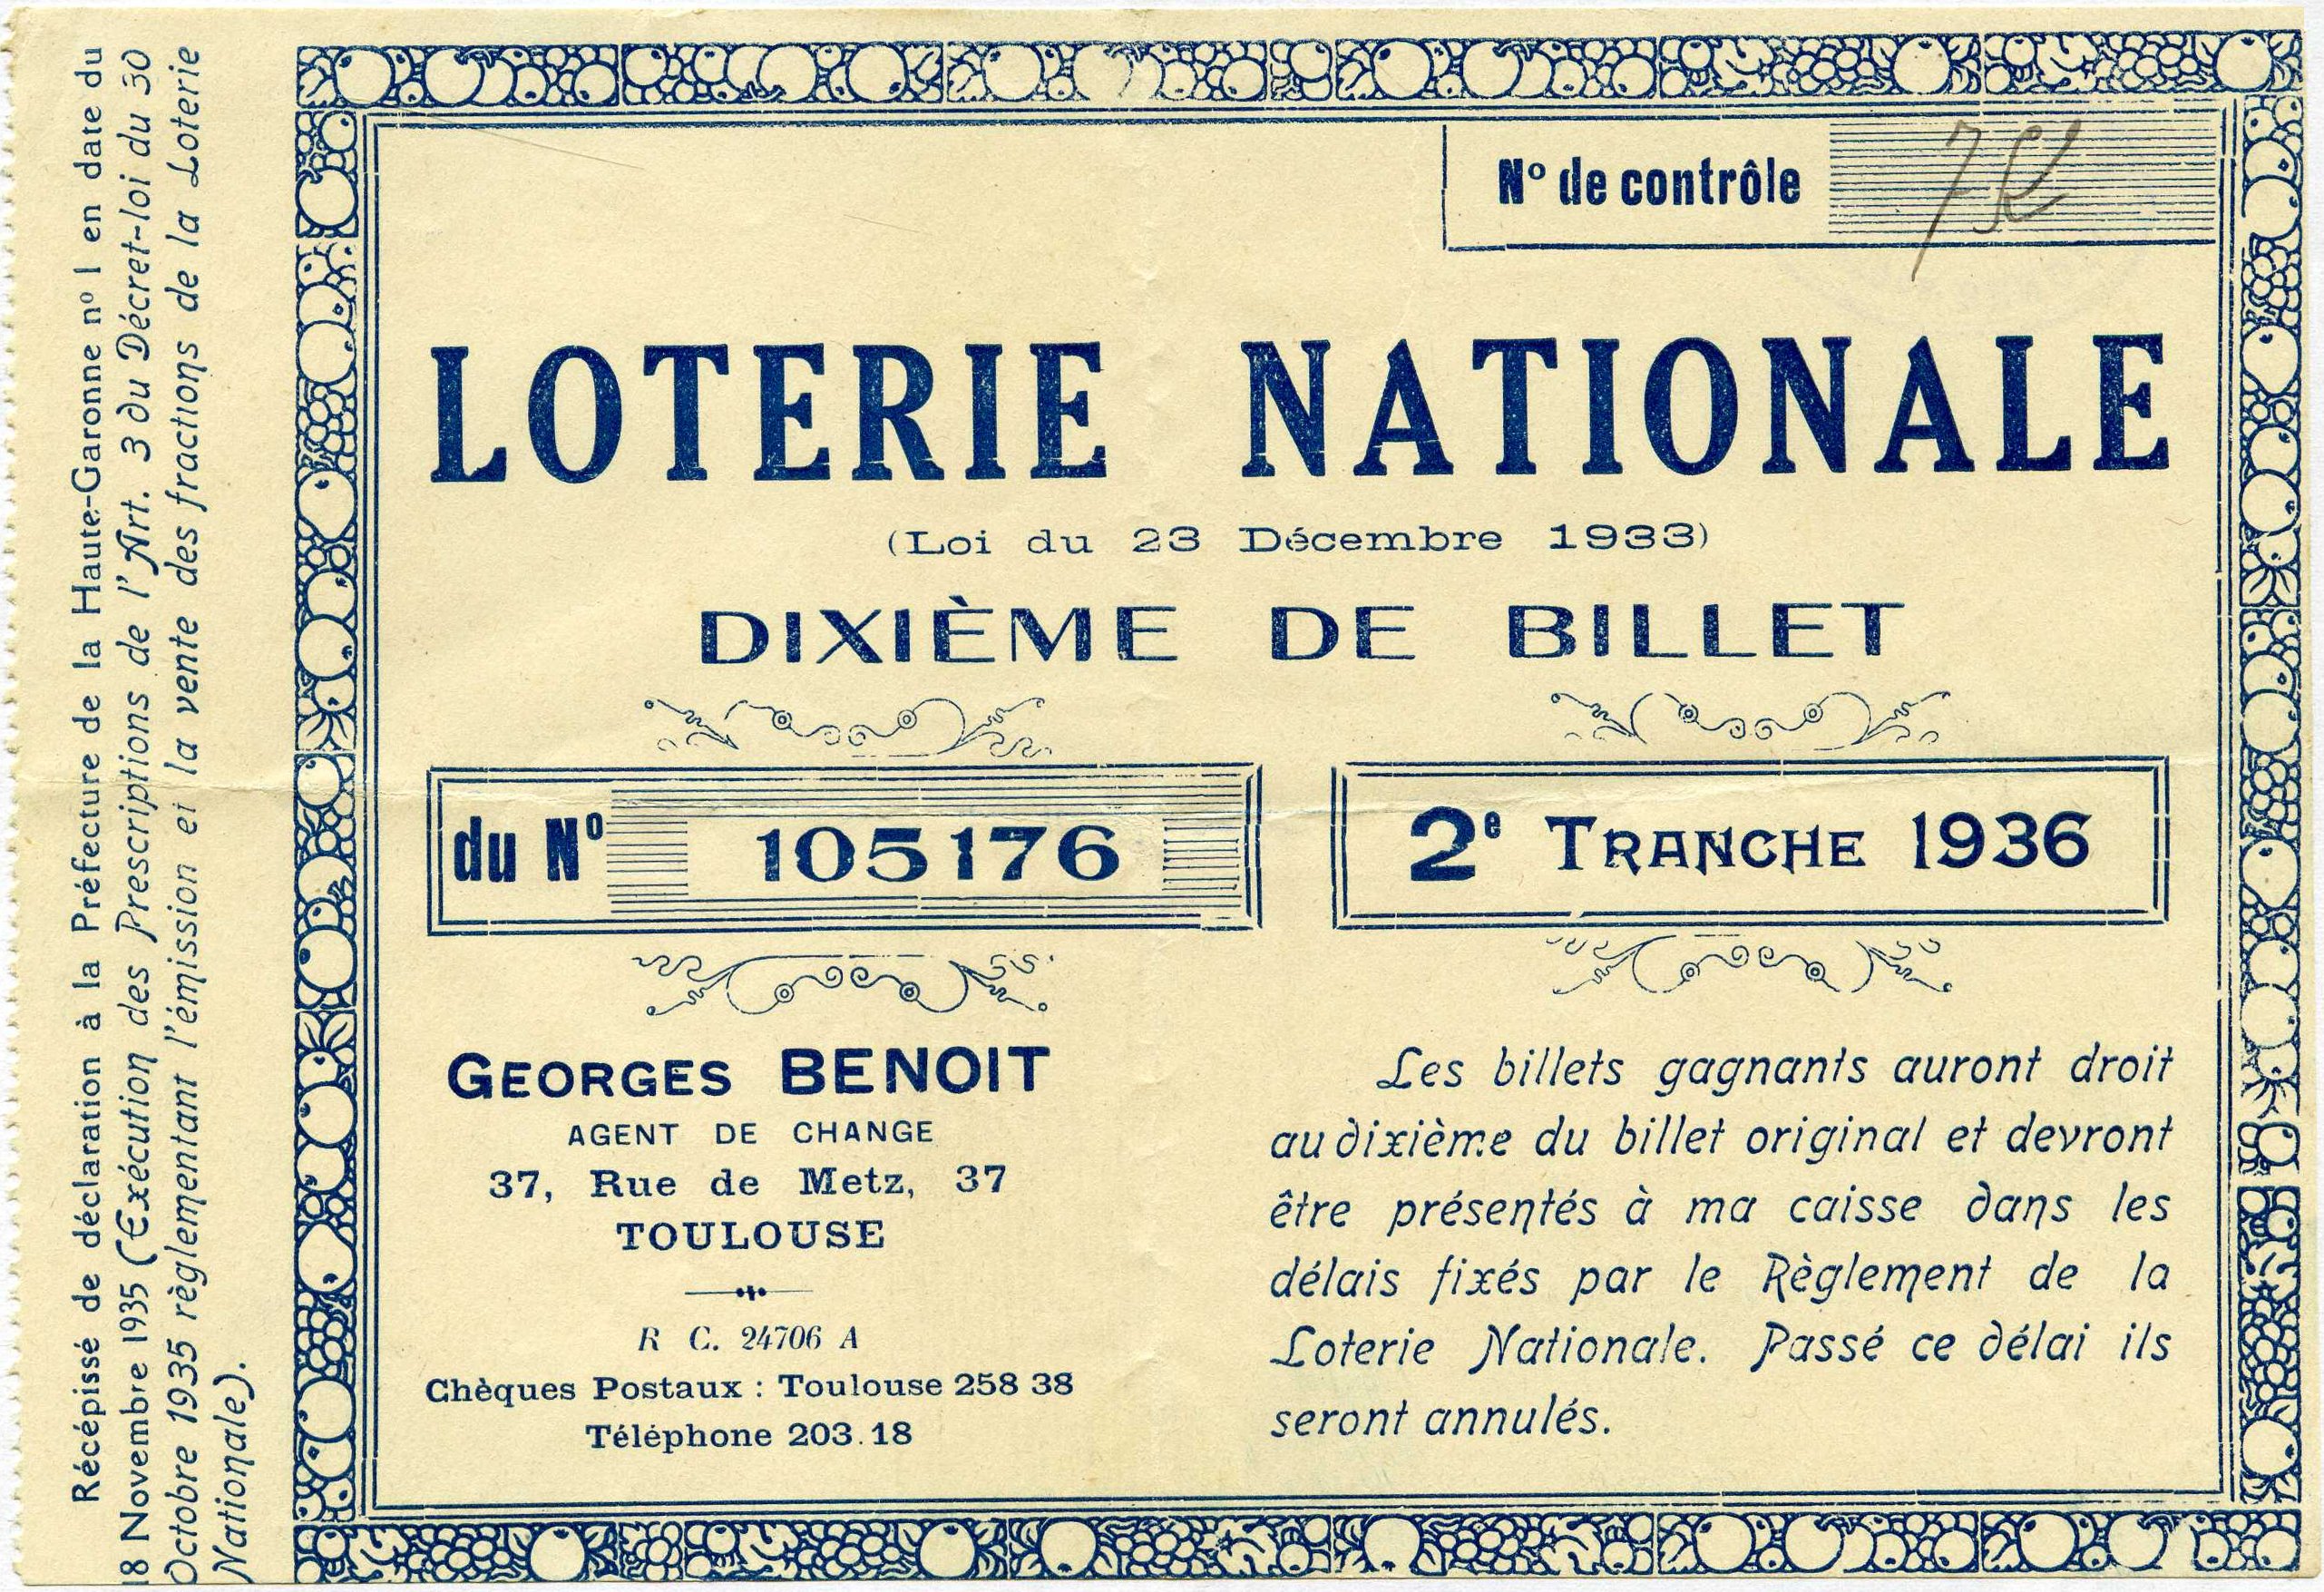 Récépissé de déclaration à la Préfecture de la Haute-Garonne nº 1 en date du
18 Novembre 1935 (Exécution des Prescriptions de l'Art. 3 du Décret-loi du 30
Octobre 1935 règlementant l'émission et la vente des fractions de la Loterie
Nationale).
Nº de contrôle
LOTERIE NATIONALE
(Loi du 23 Décembre 1933)
DIXIÈME DE BILLET
du Nº 105176
2e TRANCHE 1936
GEORGES BENOIT
AGENT DE CHANGE
37, Rue de Metz, 37
TOULOUSE
R C. 24706 A
Chèques Postaux : Toulouse 258 38
Téléphone 203.18
Les billets gagnants auront droit
au dixième du billet original et devront
être présentés à ma caisse dans les
délais fixés par le Règlement de la
Loterie Nationale. Passé ce délai ils
seront annulés.